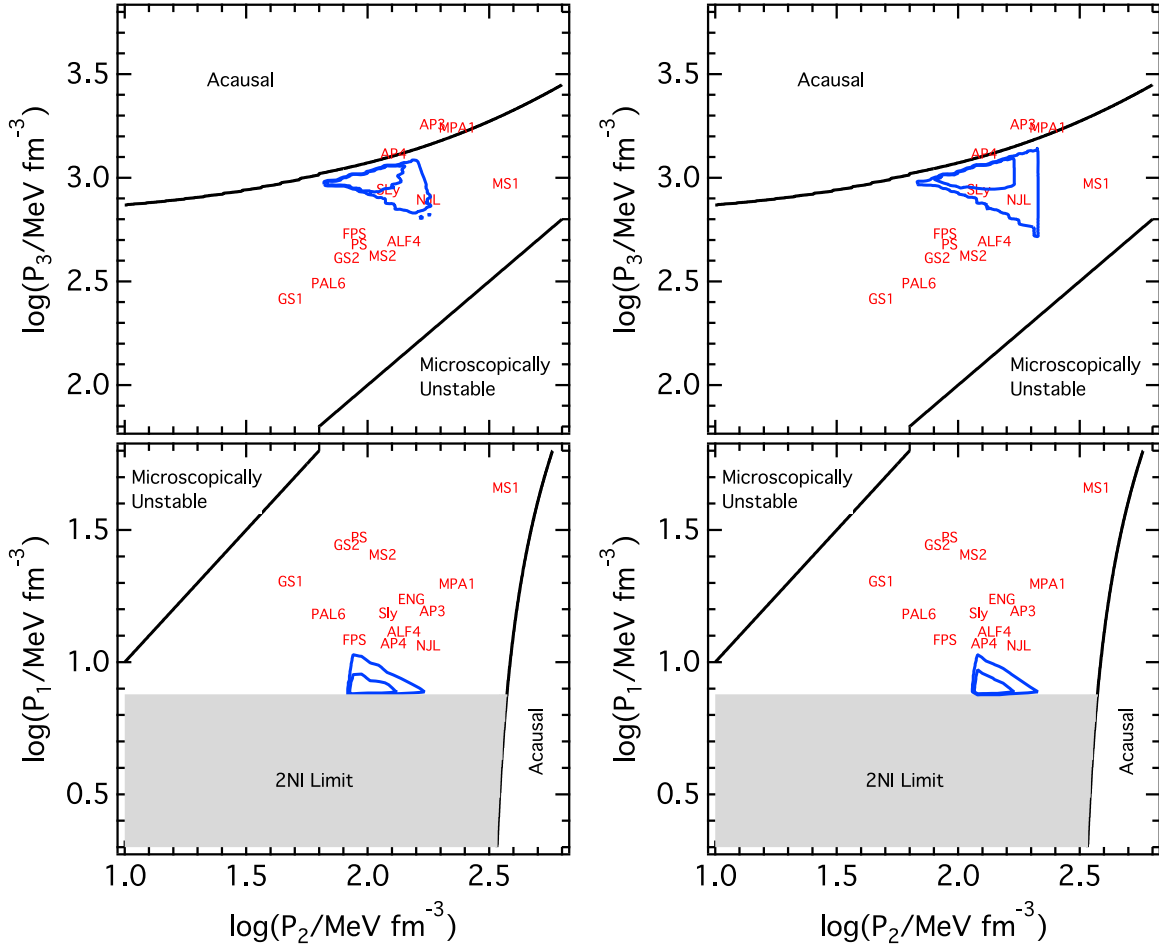 3.5
3.0
2.5
2.0
log(P3/MeV fm−3)
Acausal
AP3
MPA1
AP4
SLy
NJL
MS1
FPS
PS
ALF4
GS2
MS2
PAL6
GS1
Microscopically
Unstable
3.5
3.0
2.5
2.0
log(P3/MeV fm−3)
Acausal
AP3
MPA1
AP4
SLy
NJL
MS1
FPS
PS
ALF4
GS2
MS2
PAL6
GS1
Microscopically
Unstable
1.5
1.0
0.5
log(P1/MeV fm−3)
Microscopically
Unstable
MS1
PS
GS2
MS2
GS1
MPA1
ENG
PAL6
Sly
AP3
ALF4
FPS
AP4
NJL
2NI Limit
Acausal
1.0
1.5
2.0
2.5
log(P2/MeV fm−3)
1.5
1.0
0.5
log(P1/MeV fm−3)
Microscopically
Unstable
MS1
PS
GS2
MS2
GS1
MPA1
ENG
PAL6
Sly
AP3
ALF4
FPS
AP4
NJL
2NI Limit
Acausal
1.0
1.5
2.0
2.5
log(P2/MeV fm−3)